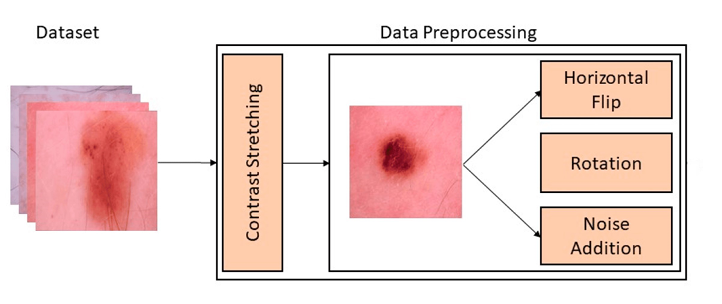 Dataset
Data Preprocessing
Contrast Stretching
Horizontal
Flip
Rotation
Noise
Addition